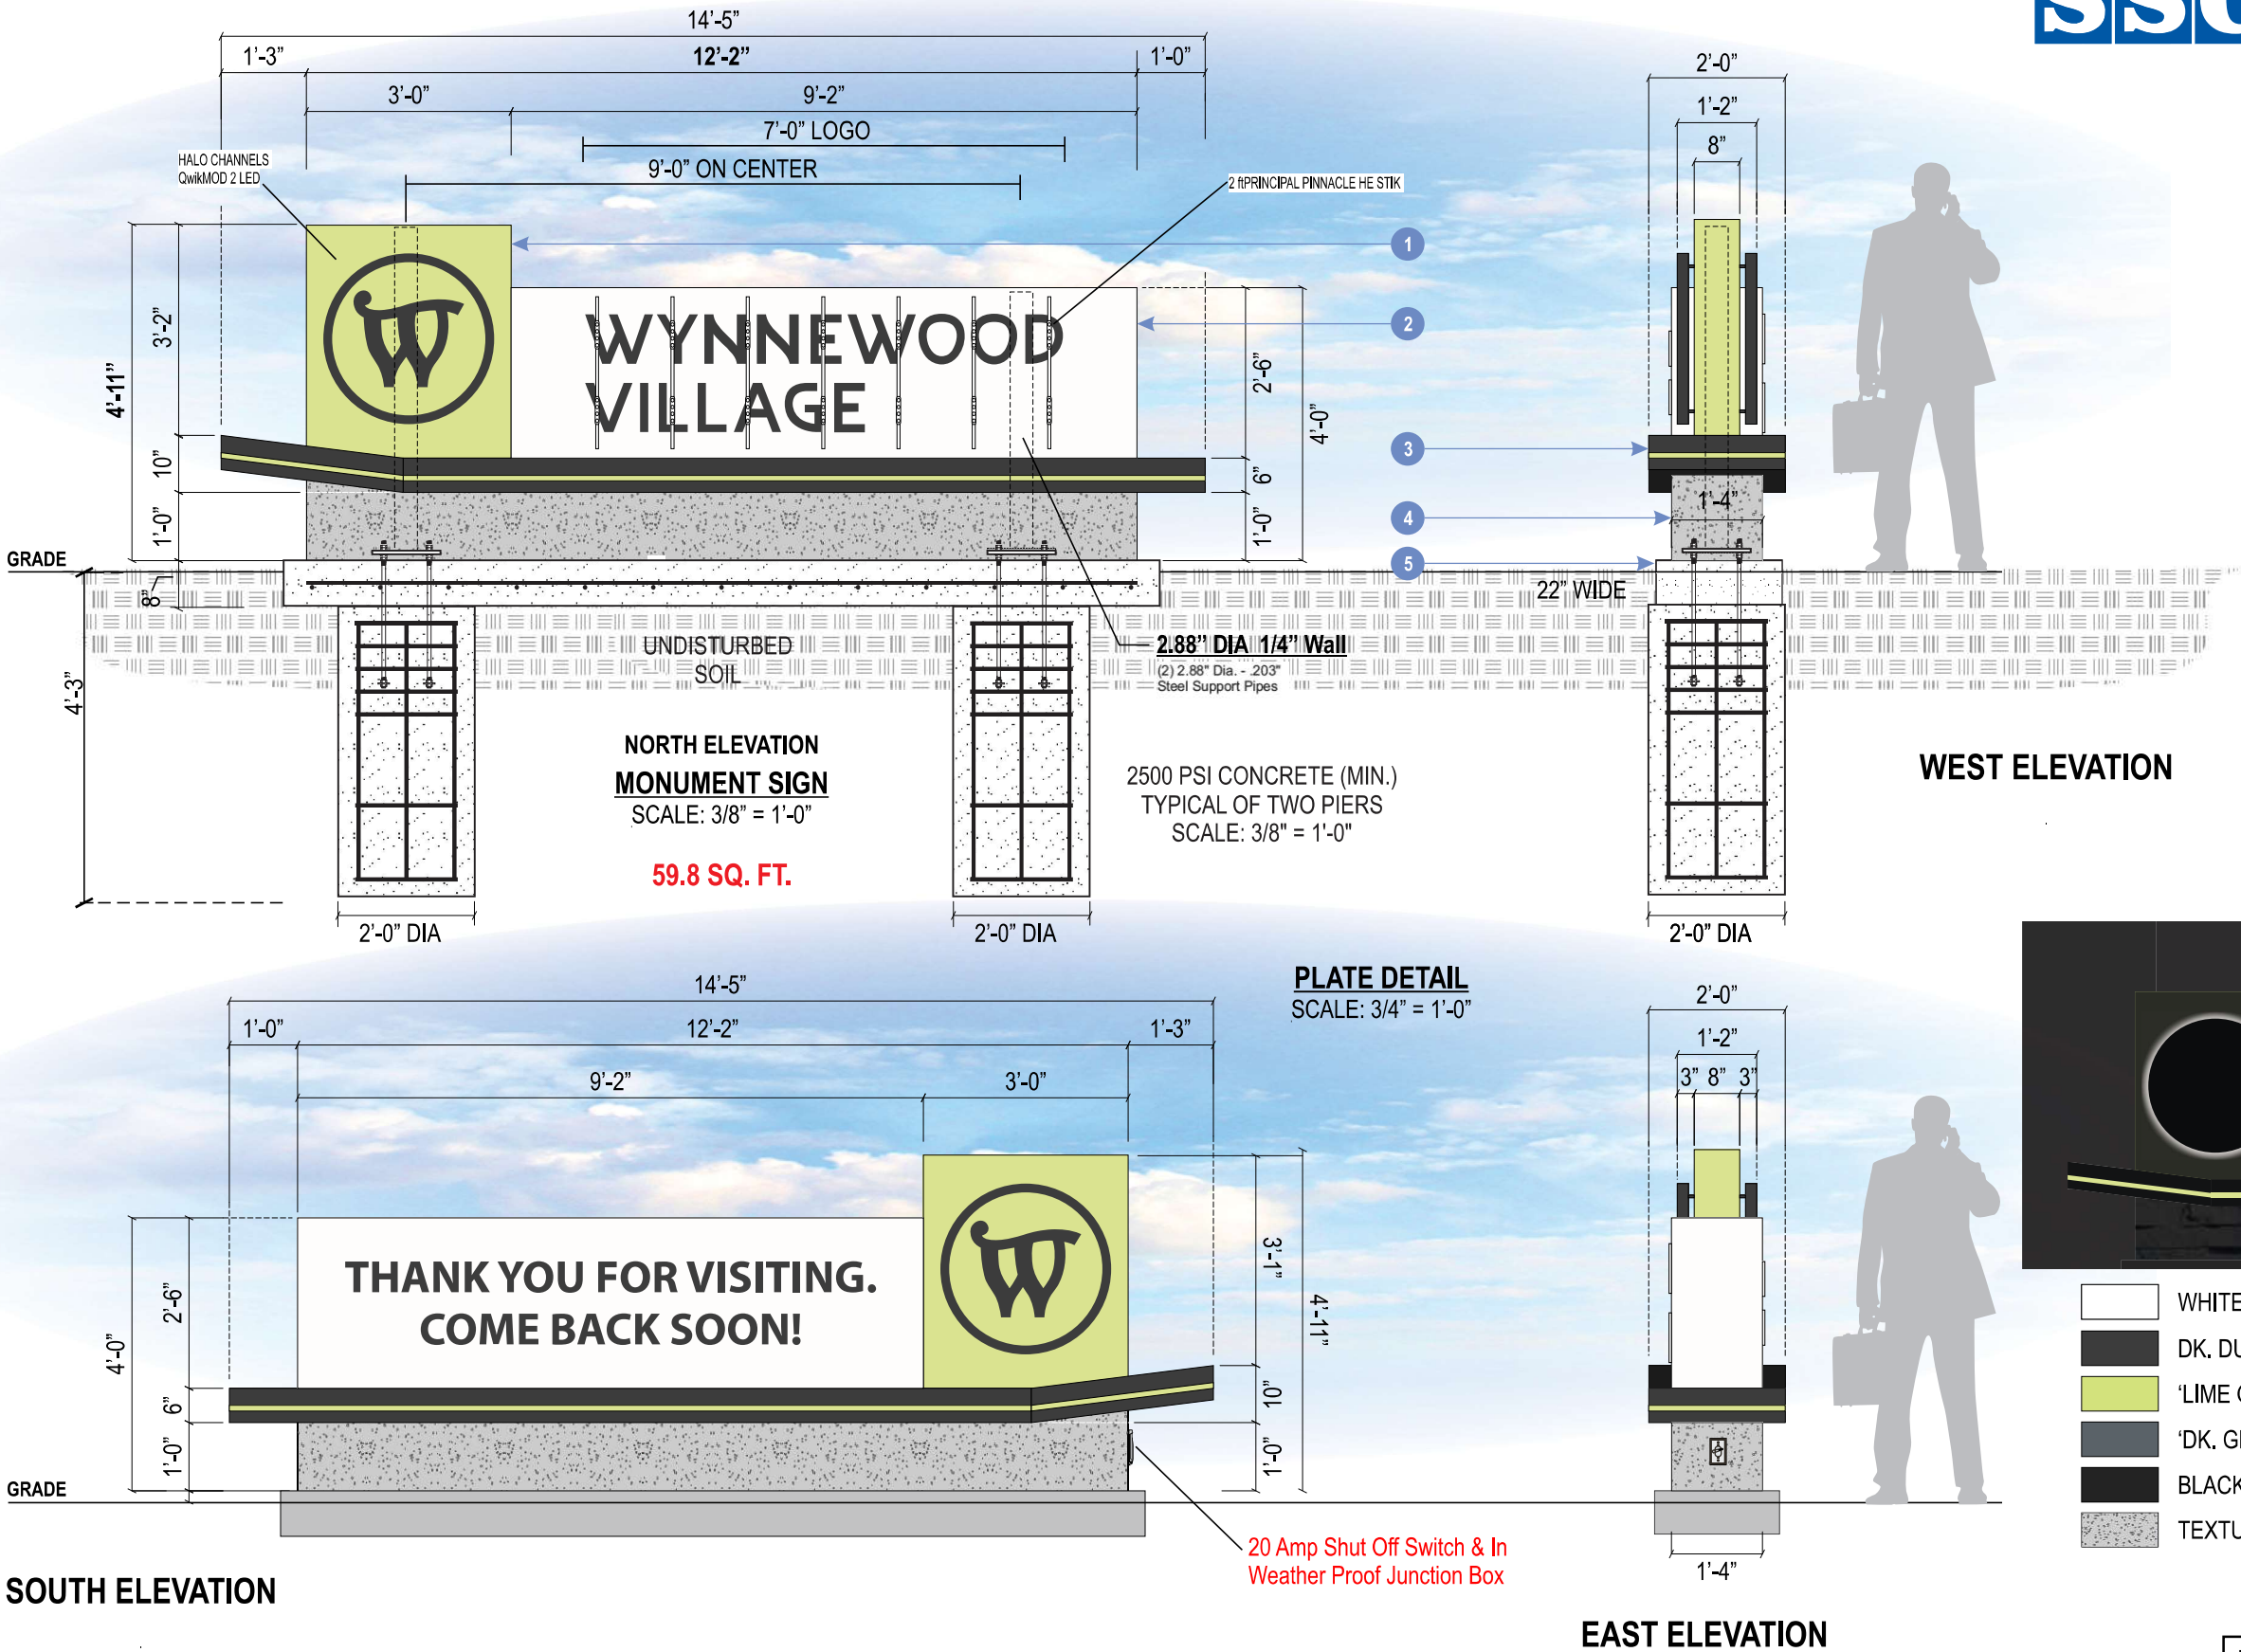 SSC
14'-5"
1'-3"
12'-2"
1'-0"
3'-0"
9'-2"
7'-0" LOGO
9'-0" ON CENTER
HALO CHANNELS
QwikMOD 2 LED
2 ftPRINCIPAL PINNACLE HE STIK
W
WYNNEWOOD
VILLAGE
4'-11"
3'-2"
10"
1'-0"
2'-6"
6"
1'-0"
4'-0"
1
2
3
4
5
GRADE
8"
4'-3"
UNDISTURBED
SOIL
2.88" DIA 1/4" Wall
(2) 2.88" Dia. - .203"
Steel Support Pipes
NORTH ELEVATION
MONUMENT SIGN
SCALE: 3/8" = 1'-0"
59.8 SQ. FT.
2500 PSI CONCRETE (MIN.)
TYPICAL OF TWO PIERS
SCALE: 3/8" = 1'-0"
2'-0" DIA
2'-0" DIA
2'-0"
1'-2"
8"
1'-4"
22" WIDE
2'-0" DIA
WEST ELEVATION
PLATE DETAIL
SCALE: 3/4" = 1'-0"
14'-5"
1'-0"
12'-2"
1'-3"
9'-2"
3'-0"
THANK YOU FOR VISITING.
COME BACK SOON!
W
4'-0"
2'-6"
6"
1'-0"
3'-1"
10"
1'-0"
4'-11"
GRADE
20 Amp Shut Off Switch & In
Weather Proof Junction Box
SOUTH ELEVATION
2'-0"
1'-2"
3" 8" 3"
1'-4"
EAST ELEVATION
WHITE
DK. DU
'LIME
'DK. G
BLACK
TEXTU